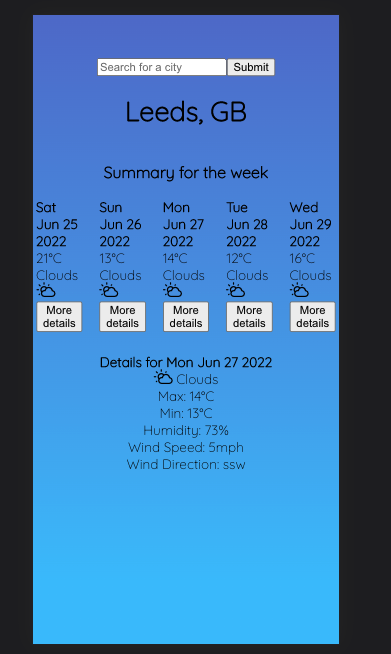 Search for a city Submit
Leeds, GB
Summary for the week
Sat Sun Mon Tue Wed
Jun 25 Jun 26 Jun 27 Jun 28 Jun 29
2022 2022 2022 2022 2022
21°C 13°C 14°C 12°C 16°C
Clouds Clouds Clouds Clouds Clouds
More More More More More
details details details details details
Details for Mon Jun 27 2022
Clouds
Max: 14°C
Min: 13°C
Humidity: 73%
Wind Speed: 5mph
Wind Direction: ssw